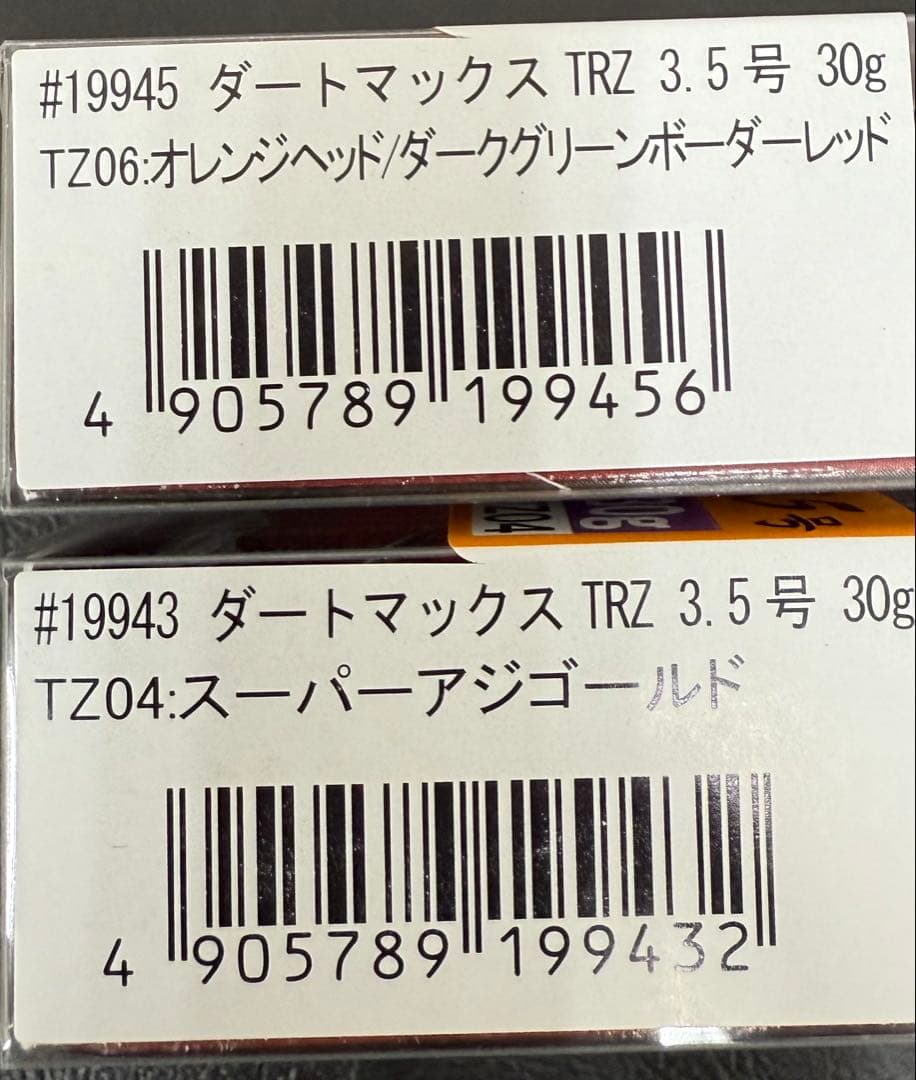 #19945 ダートマックス TRZ 3.5号 30g
TZ06:オレンジヘッド/ダークグリーンボーダーレッド
4 905789 199456
#19943 ダートマックス TRZ 3.5号 30g
TZ04:スーパーアジゴールド
4 905789 199432